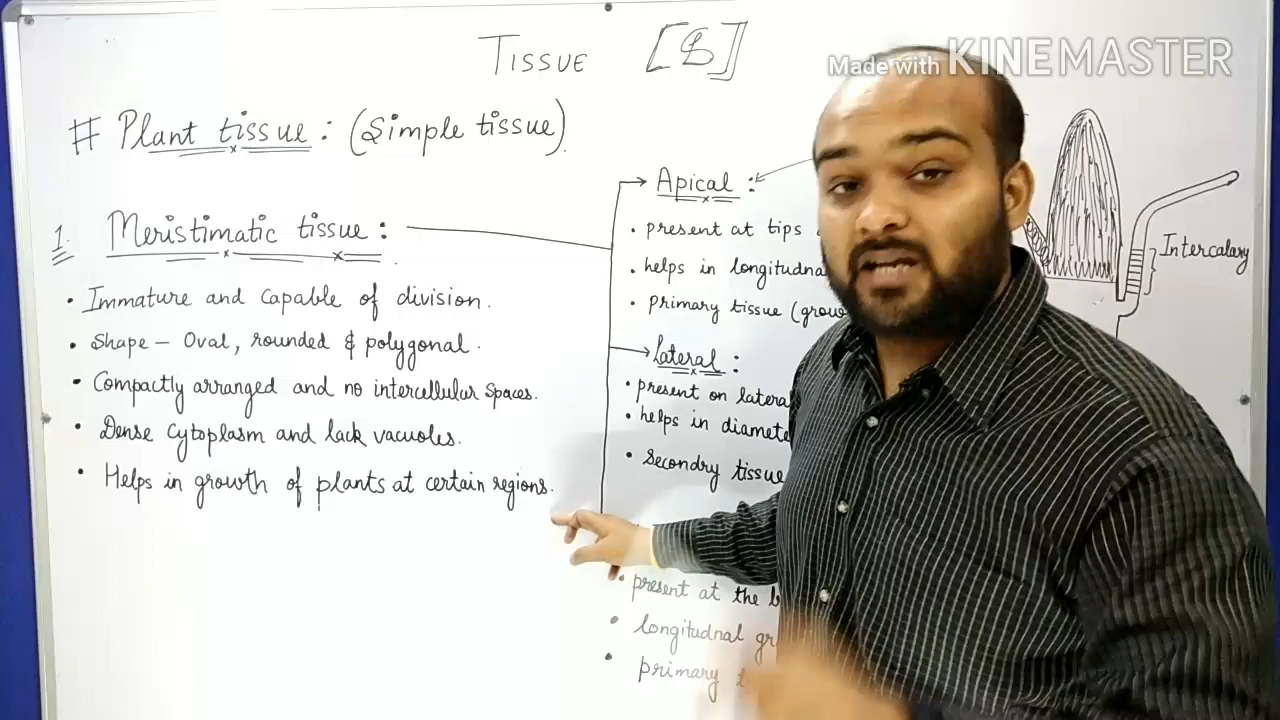 Tissue
Made with KINEMASTER
# Plant tissue : (Simple tissue)
1. Meristimatic tissue :
• Immature and Capable of division.
• Shape – Oval, rounded & polygonal.
• Compactly arranged and no intercellular Spaces.
• Dense Cytoplasm and lack vacuoles.
• Helps in growth of plants at certain regions.
Apical :
• present at tips
• helps in longitudna
• primary tissue (grow
Lateral :
• present on latera
• helps in diamete
• Secondry tissue
• present at the b
• longitudnal gr
• primary t
Intercalary